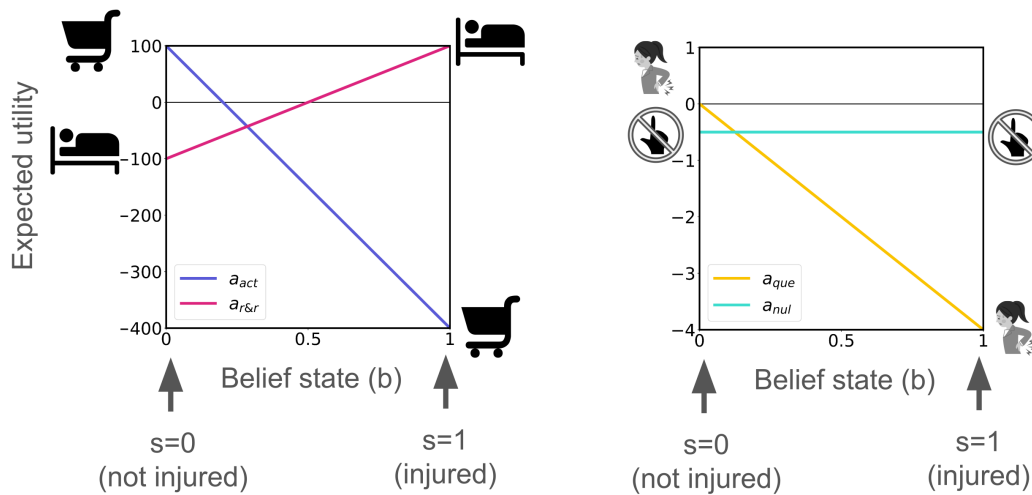 Expected utility
100
0
−100
−200
−300
−400
0
0.5
1
a_act
a_r&r
Belief state (b)
s=0
(not injured)
s=1
(injured)
1
0
−1
−2
−3
−4
0
0.5
1
a_que
a_nul
Belief state (b)
s=0
(not injured)
s=1
(injured)